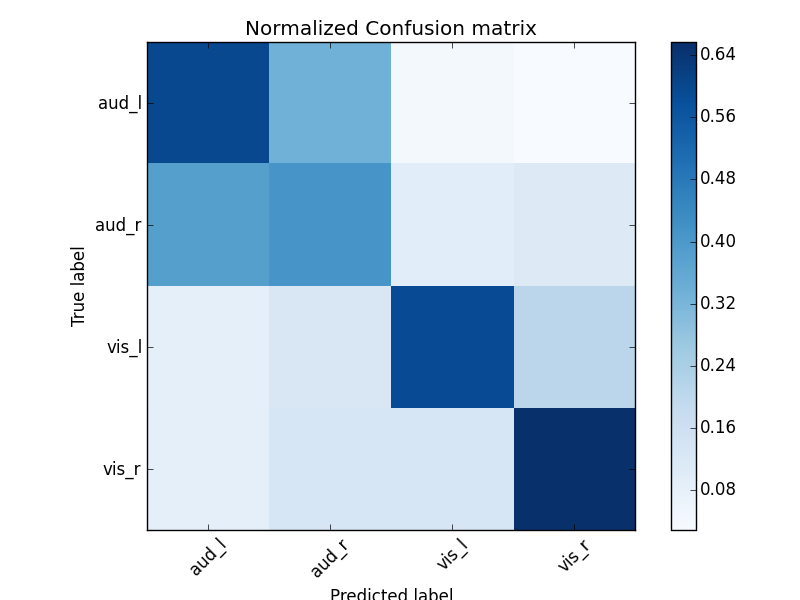 Normalized Confusion matrix
True label
aud_l
aud_r
vis_l
vis_r
aud_l
aud_r
vis_l
vis_r
Predicted label
0.64
0.56
0.48
0.40
0.32
0.24
0.16
0.08